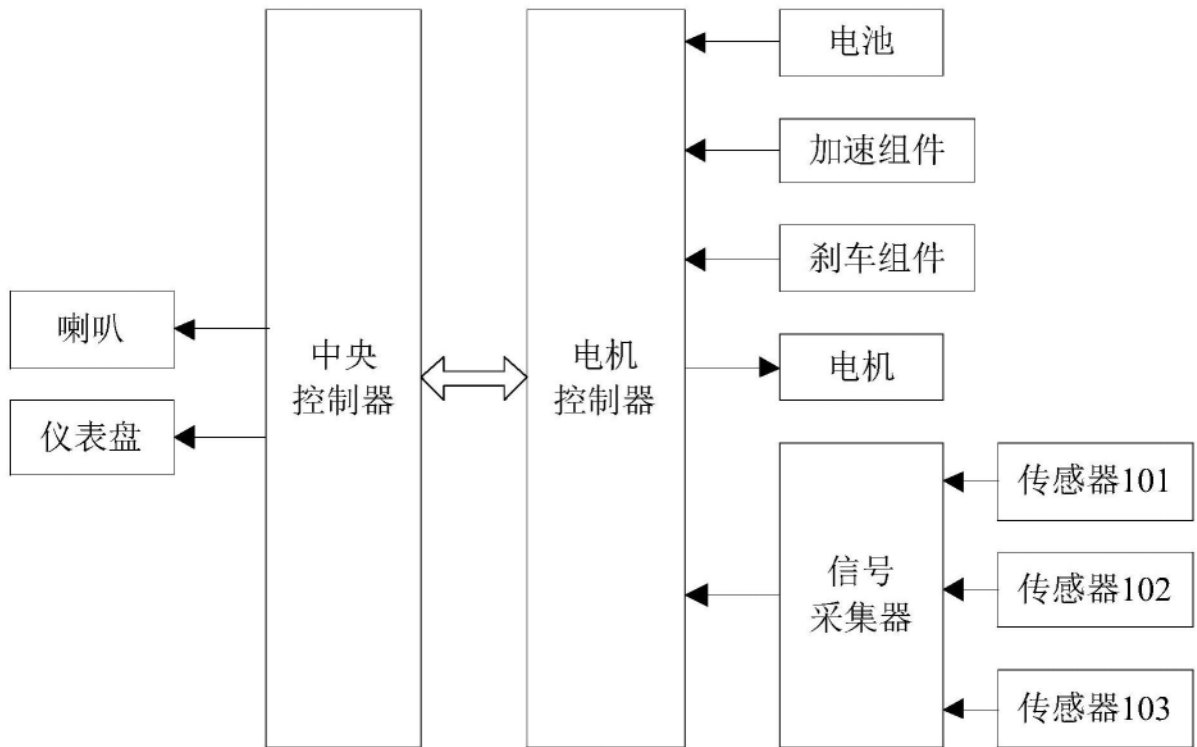 电池
加速组件
刹车组件
喇叭
中央
控制器
电机
控制器
电机
仪表盘
信号
采集器
传感器101
传感器102
传感器103